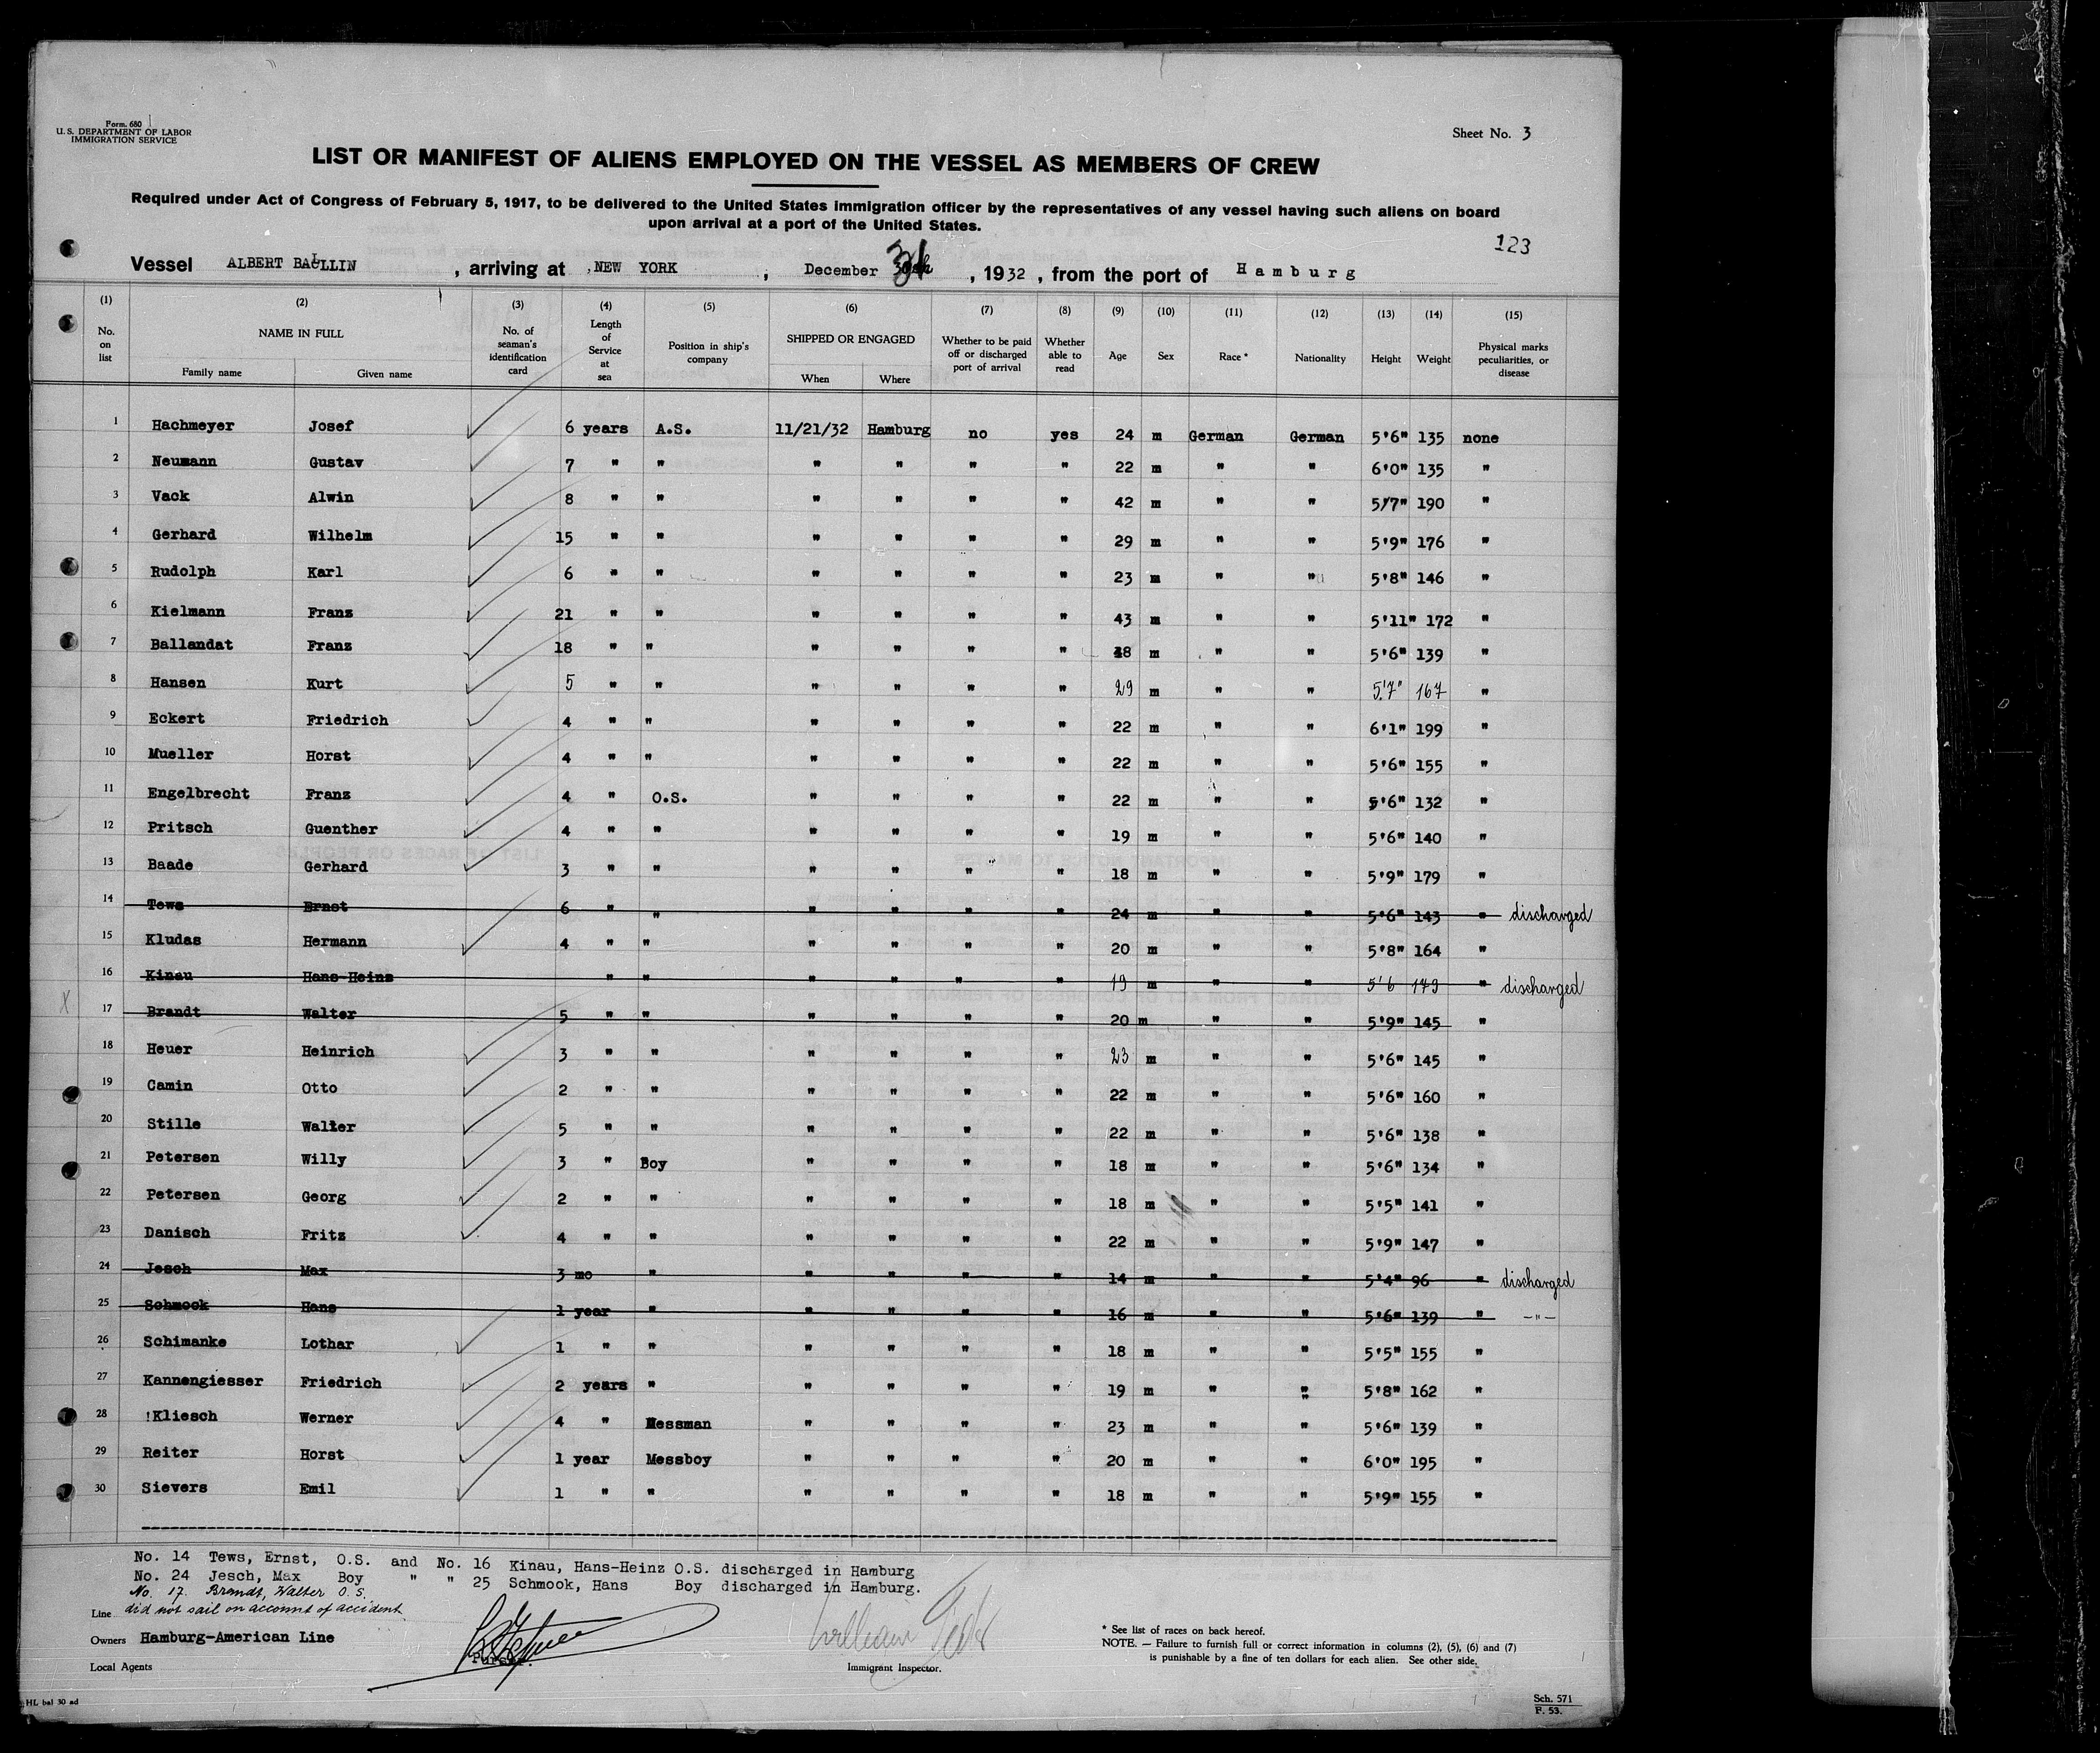 Form. 680
U. S. DEPARTMENT OF LABOR
IMMIGRATION SERVICE
Sheet No. 3
LIST OR MANIFEST OF ALIENS EMPLOYED ON THE VESSEL AS MEMBERS OF CREW
Required under Act of Congress of February 5, 1917, to be delivered to the United States immigration officer by the representatives of any vessel having such aliens on board
upon arrival at a port of the United States.
123
Vessel ALBERT BALLIN , arriving at NEW YORK , December 31 , 1932 , from the port of Hamburg
(1) (2) (3) (4) (5) (6) (7) (8) (9) (10) (11) (12) (13) (14) (15)
No. on list NAME IN FULL Family name Given name No. of seaman's identification card Length of Service at sea Position in ship's company SHIPPED OR ENGAGED When Where Whether to be paid off or discharged port of arrival Whether able to read Age Sex Race * Nationality Height Weight Physical marks peculiarities, or disease
1 Hachmeyer Josef 6 years A.S. 11/21/32 Hamburg no yes 24 m German German 5'6" 135 none
2 Neumann Gustav 7 " " " " " " 22 m " " 6'0" 135 "
3 Vack Alwin 8 " " " " " " 42 m " " 5/7" 190 "
4 Gerhard Wilhelm 15 " " " " " " 29 m " " 5'9" 176 "
5 Rudolph Karl 6 " " " " " " 23 m " " 5'8" 146 "
6 Kielmann Franz 21 " " " " " " 43 m " " 5'11" 172 "
7 Ballandat Franz 18 " " " " " " 38 m " " 5'6" 139 "
8 Hansen Kurt 5 " " " " " " 29 m " " 5'7" 167 "
9 Eckert Friedrich 4 " " " " " " 22 m " " 6'1" 199 "
10 Mueller Horst 4 " " " " " " 22 m " " 5'6" 155 "
11 Engelbrecht Franz 4 " O.S. " " " " 22 m " " 5'6" 132 "
12 Pritsch Guenther 4 " " " " " " 19 m " " 5'6" 140 "
13 Baade Gerhard 3 " " " " " " 18 m " " 5'9" 179 "
14 Tews Ernst 6 " " " " " " 24 m " " 5'6" 143 " discharged
15 Kludas Hermann 4 " " " " " " 20 m " " 5'8" 164 "
16 Kinau Hans-Heinz " " " " " " 19 m " " 5'6 149 " discharged
17 Brandt Walter 5 " " " " " " 20 m " " 5'9" 145 "
18 Heuer Heinrich 3 " " " " " " 23 m " " 5'6" 145 "
19 Camin Otto 2 " " " " " " 22 m " " 5'6" 160 "
20 Stille Walter 5 " " " " " " 22 m " " 5'6" 138 "
21 Petersen Willy 3 " Boy " " " " 18 m " " 5'6" 134 "
22 Petersen Georg 2 " " " " " " 18 m " " 5'5" 141 "
23 Danisch Fritz 4 " " " " " " 22 m " " 5'9" 147 "
24 Jesch Max 3 mo " " " " " 14 m " " 5'4" 96 " discharged
25 Schmook Hans 1 year " " " " " 16 m " " 5'6" 139 " -"-
26 Schimanke Lothar 1 " " " " " " 18 m " " 5'5" 155 "
27 Kannengiesser Friedrich 2 years " " " " " 19 m " " 5'8" 162 "
28 Kliesch Werner 4 " Messman " " " " 23 m " " 5'6" 139 "
29 Reiter Horst 1 year Messboy " " " " 20 m " " 6'0" 195 "
30 Sievers Emil 1 " " " " " " 18 m " " 5'9" 155 "
No. 14 Tews, Ernst, O.S. and No. 16 Kinau, Hans-Heinz O.S. discharged in Hamburg
No. 24 Jesch, Max Boy " " 25 Schmook, Hans Boy discharged in Hamburg.
No. 17. Brandt, Walter O.S.
Line did not sail on account of accident
Owners Hamburg-American Line
Local Agents
Purser.
William
Immigrant Inspector.
* See list of races on back hereof.
NOTE. — Failure to furnish full or correct information in columns (2), (5), (6) and (7)
is punishable by a fine of ten dollars for each alien. See other side.
HL bal 30 ad
Sch. 571
F. 53.